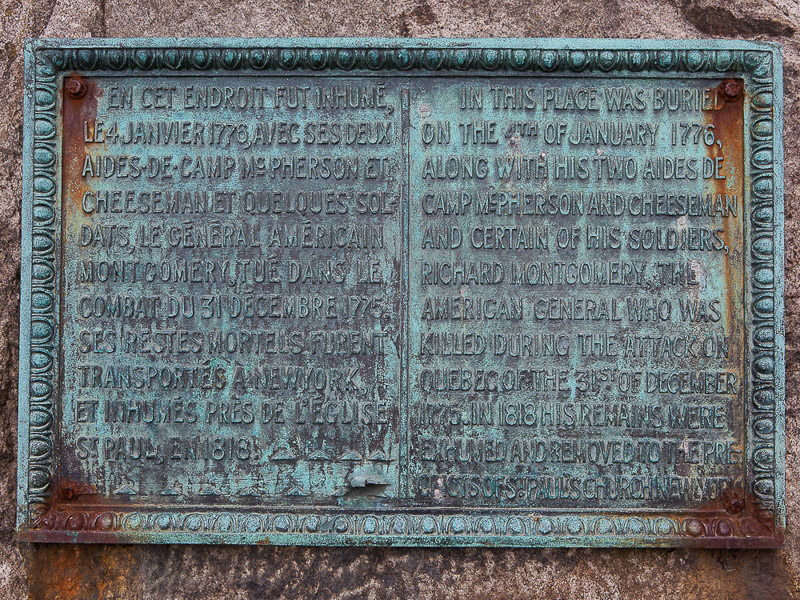 EN CET ENDROIT FUT INHUMÉ,
LE 4 JANVIER 1776, AVEC SES DEUX
AIDES-DE-CAMP McPHERSON ET
CHEESEMAN ET QUELQUES SOL-
DATS, LE GÉNÉRAL AMÉRICAIN
MONTGOMERY, TUÉ DANS LE
COMBAT DU 31 DÉCEMBRE 1775.
SES RESTES MORTELS FURENT
TRANSPORTÉS A NEW YORK,
ET INHUMÉS PRÈS DE L'ÉGLISE
ST PAUL, EN 1818.
IN THIS PLACE WAS BURIED
ON THE 4TH OF JANUARY 1776,
ALONG WITH HIS TWO AIDES DE
CAMP McPHERSON AND CHEESEMAN
AND CERTAIN OF HIS SOLDIERS,
RICHARD MONTGOMERY, THE
AMERICAN GENERAL WHO WAS
KILLED DURING THE ATTACK ON
QUEBEC OF THE 31ST OF DECEMBER
1775. IN 1818 HIS REMAINS WERE
EXHUMED AND REMOVED TO THE PRE-
CINCTS OF ST PAULS CHURCH NEW YORK